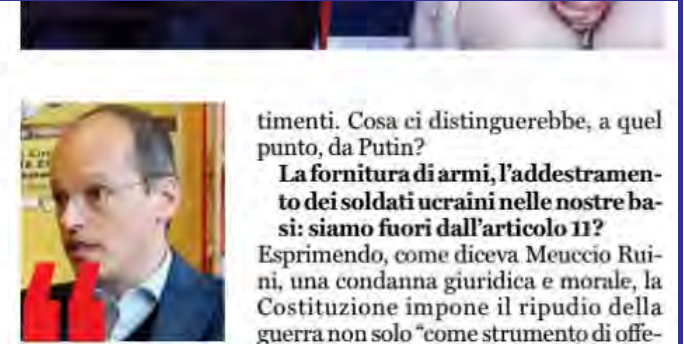 timenti. Cosa ci distinguerebbe, a quel
punto, da Putin?
La fornitura di armi, l'addestramen-
to dei soldati ucraini nelle nostre ba-
si: siamo fuori dall'articolo 11?
Esprimendo, come diceva Meuccio Rui-
ni, una condanna giuridica e morale, la
Costituzione impone il ripudio della
guerra non solo “come strumento di offe-